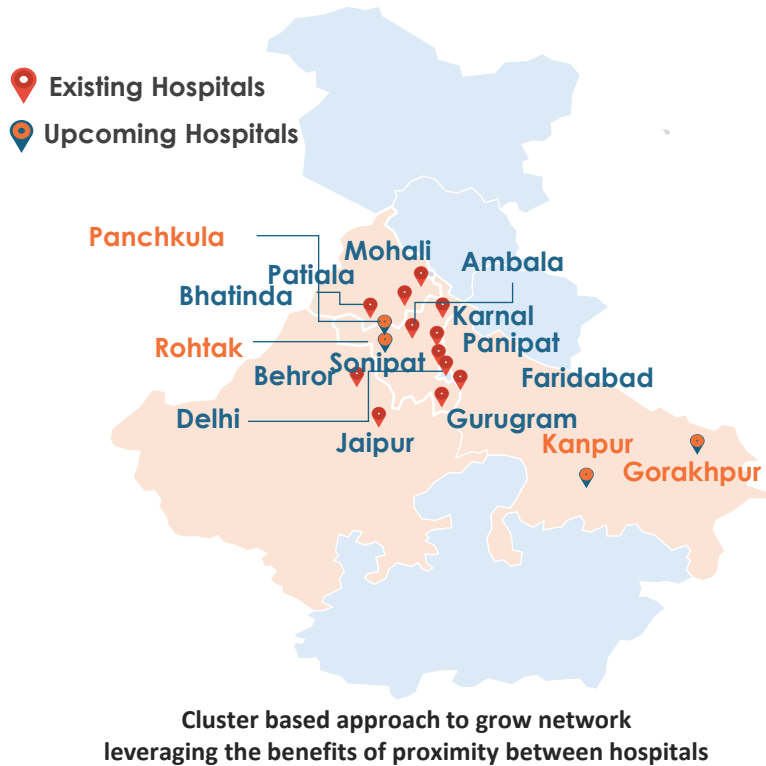 Existing Hospitals
Upcoming Hospitals
Panchkula
Mohali
Ambala
Patiala
Bhatinda
Karnal
Rohtak
Panipat
Sonipat
Behror
Faridabad
Delhi
Gurugram
Jaipur
Kanpur
Gorakhpur
Cluster based approach to grow network
leveraging the benefits of proximity between hospitals